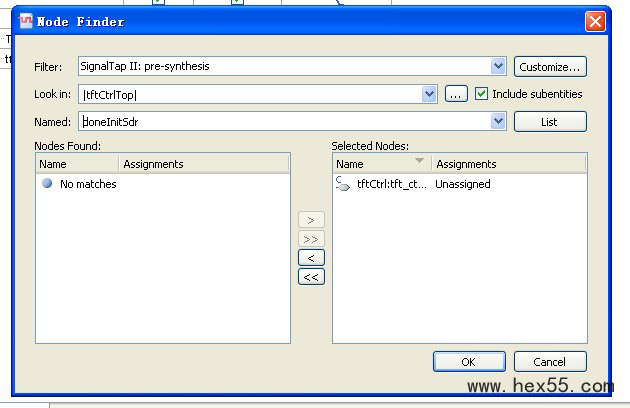 Node Finder
Filter: SignalTap II: pre-synthesis Customize...
Look in: |tftCtrlTop| ... Include subentities
Named: doneInitSdr List
Nodes Found: Selected Nodes:
Name Assignments Name Assignments
No matches tftCtrl:tft_ct... Unassigned
>
>>
<
<<
OK Cancel
www.hex55.com